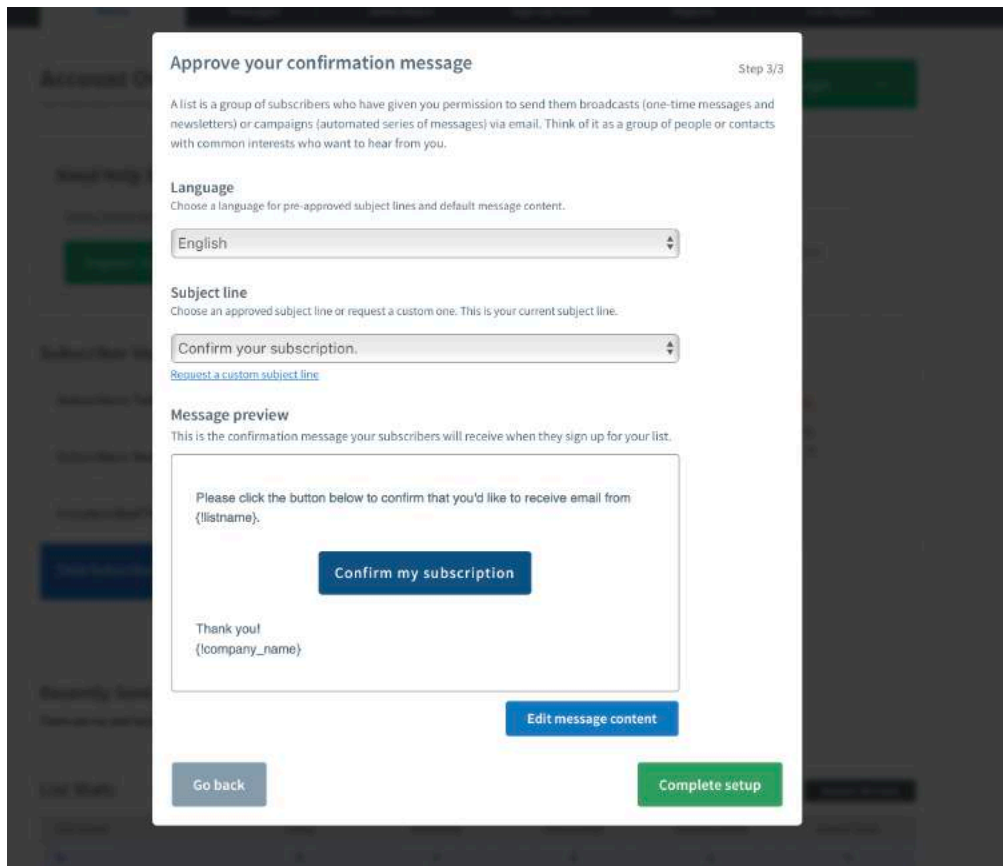 Approve your confirmation message
Step 3/3
A list is a group of subscribers who have given you permission to send them broadcasts (one-time messages and
newsletters) or campaigns (automated series of messages) via email. Think of it as a group of people or contacts
with common interests who want to hear from you.
Language
Choose a language for pre-approved subject lines and default message content.
English
Subject line
Choose an approved subject line or request a custom one. This is your current subject line.
Confirm your subscription.
Request a custom subject line
Message preview
This is the confirmation message your subscribers will receive when they sign up for your list.
Please click the button below to confirm that you'd like to receive email from
{!listname}.
Confirm my subscription
Thank you!
{!company_name}
Edit message content
Go back
Complete setup